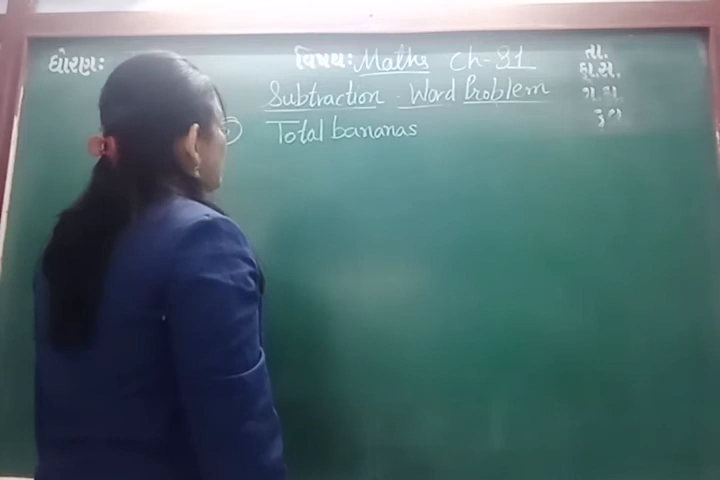 ધોરણઃ વિષયઃ Maths Ch-21 તા.
Subtraction - Word Problem
Total bananas